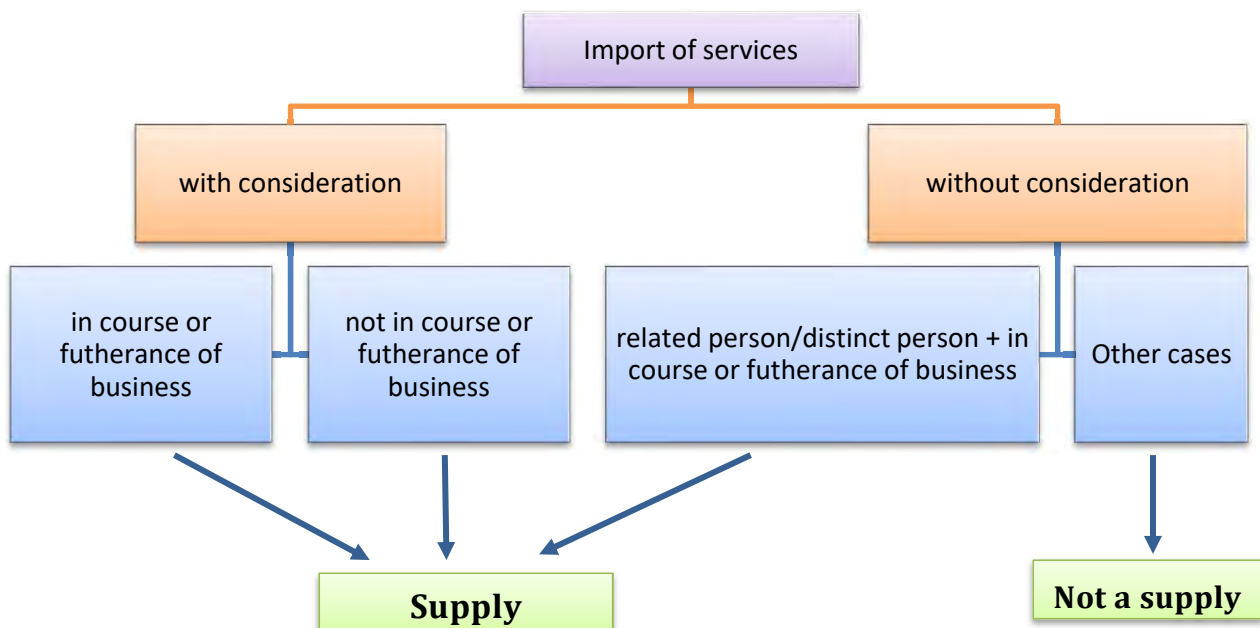 Import of services
with consideration
without consideration
in course or
futherance of
business
not in course or
futherance of
business
related person/distinct person + in
course or futherance of business
Other cases
Supply
Not a supply